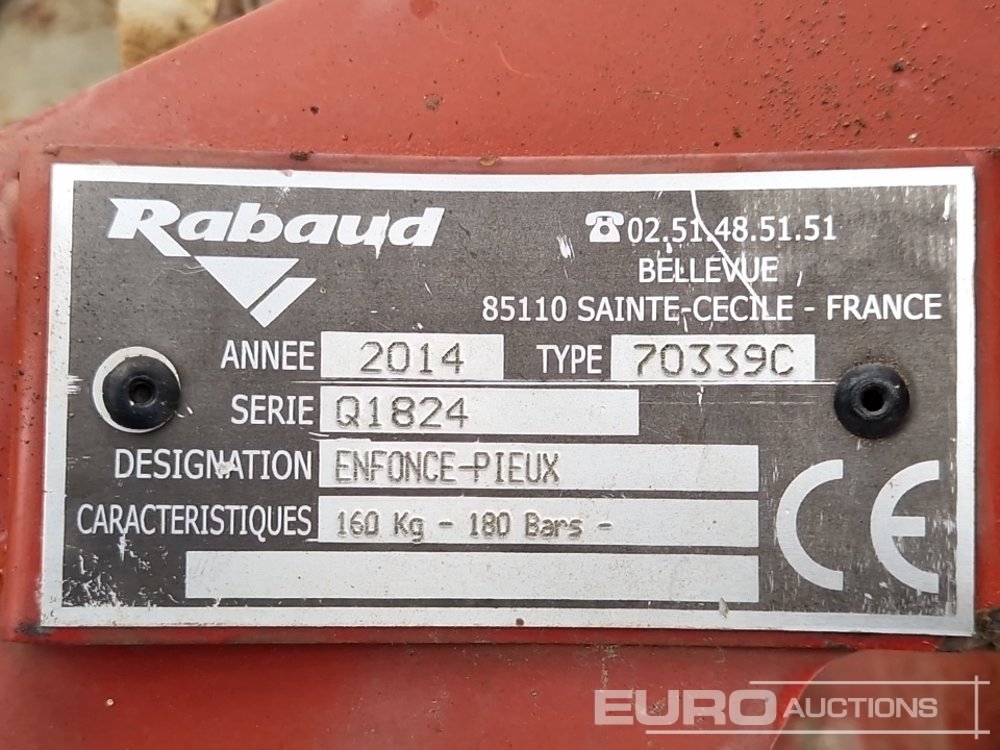 Rabaud
☎02.51.48.51.51
BELLEVUE
85110 SAINTE-CECILE - FRANCE
ANNEE 2014 TYPE 70339C
SERIE Q1824
DESIGNATION ENFONCE-PIEUX
CARACTERISTIQUES 160 Kg - 180 Bars -
CE
EURO AUCTIONS